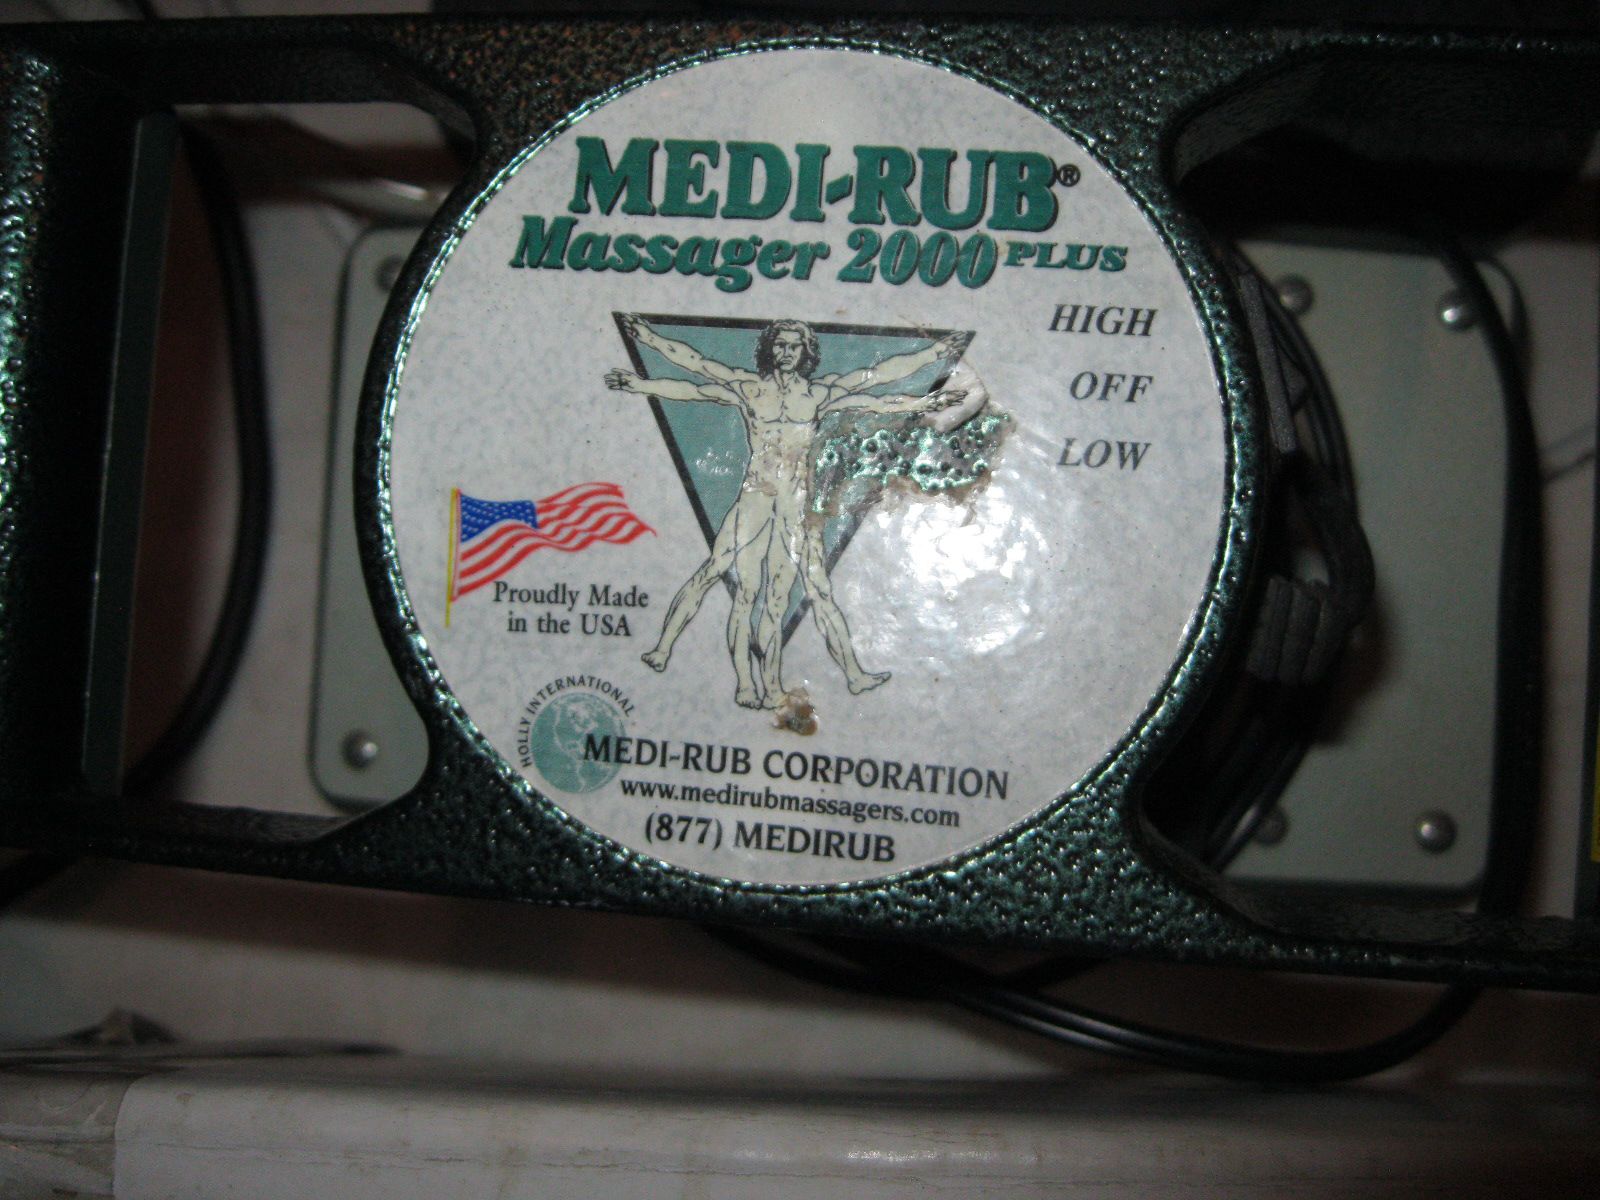 MEDI-RUB®
Massager 2000 PLUS
HIGH
OFF
LOW
Proudly Made
in the USA
HOLLY INTERNATIONAL
MEDI-RUB CORPORATION
www.medirubmassagers.com
(877) MEDIRUB